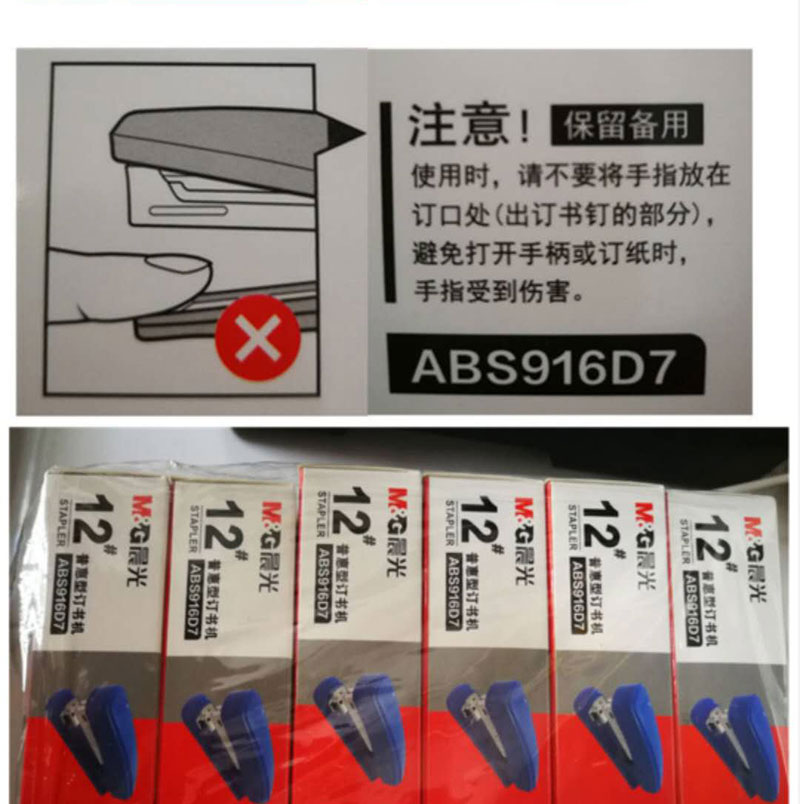 注意！ 保留备用
使用时，请不要将手指放在
订口处(出订书钉的部分)，
避免打开手柄或订纸时，
手指受到伤害。
ABS916D7
M&G晨光
12#
STAPLER
普惠型订书机
ABS916D7
M&G晨光
12#
STAPLER
普惠型订书机
ABS916D7
M&G晨光
12#
STAPLER
普惠型订书机
ABS916D7
M&G晨光
12#
STAPLER
普惠型订书机
ABS916D7
M&G晨光
12#
STAPLER
普惠型订书机
ABS916D7
M&G晨光
12#
STAPLER
普惠型订书机
ABS916D7